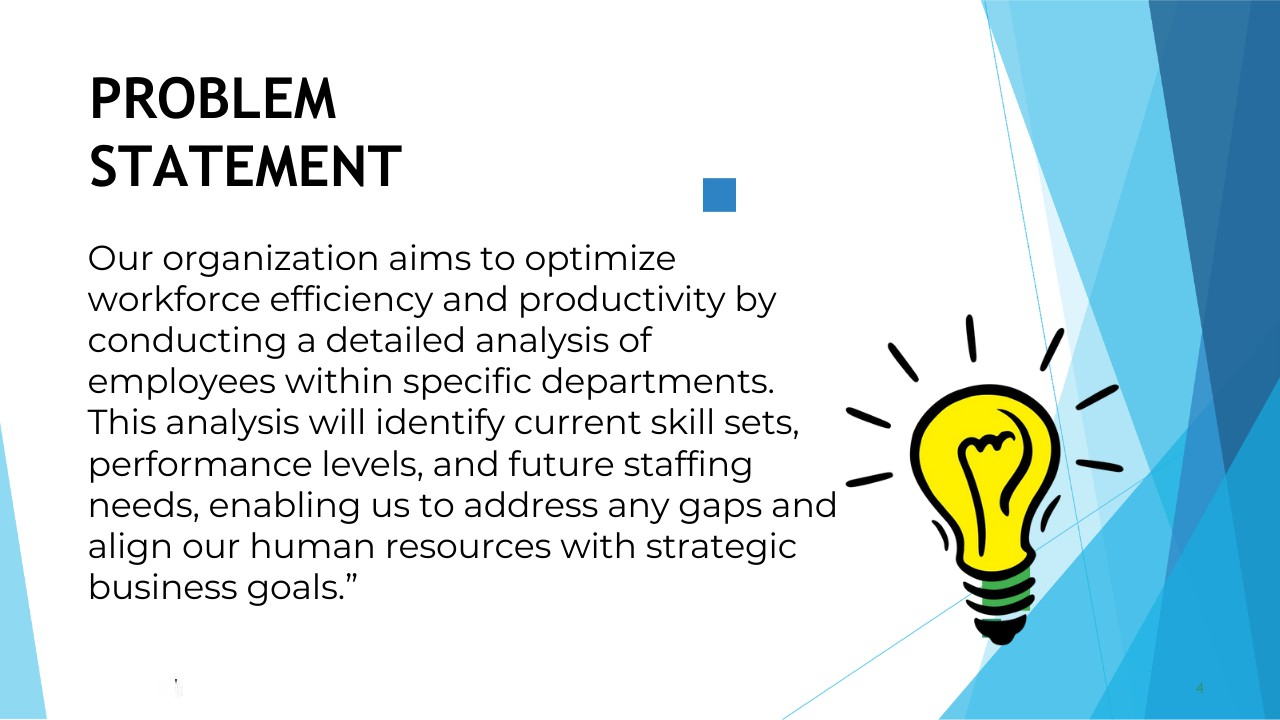 PROBLEM
STATEMENT
Our organization aims to optimize
workforce efficiency and productivity by
conducting a detailed analysis of
employees within specific departments.
This analysis will identify current skill sets,
performance levels, and future staffing
needs, enabling us to address any gaps and
align our human resources with strategic
business goals.”
4